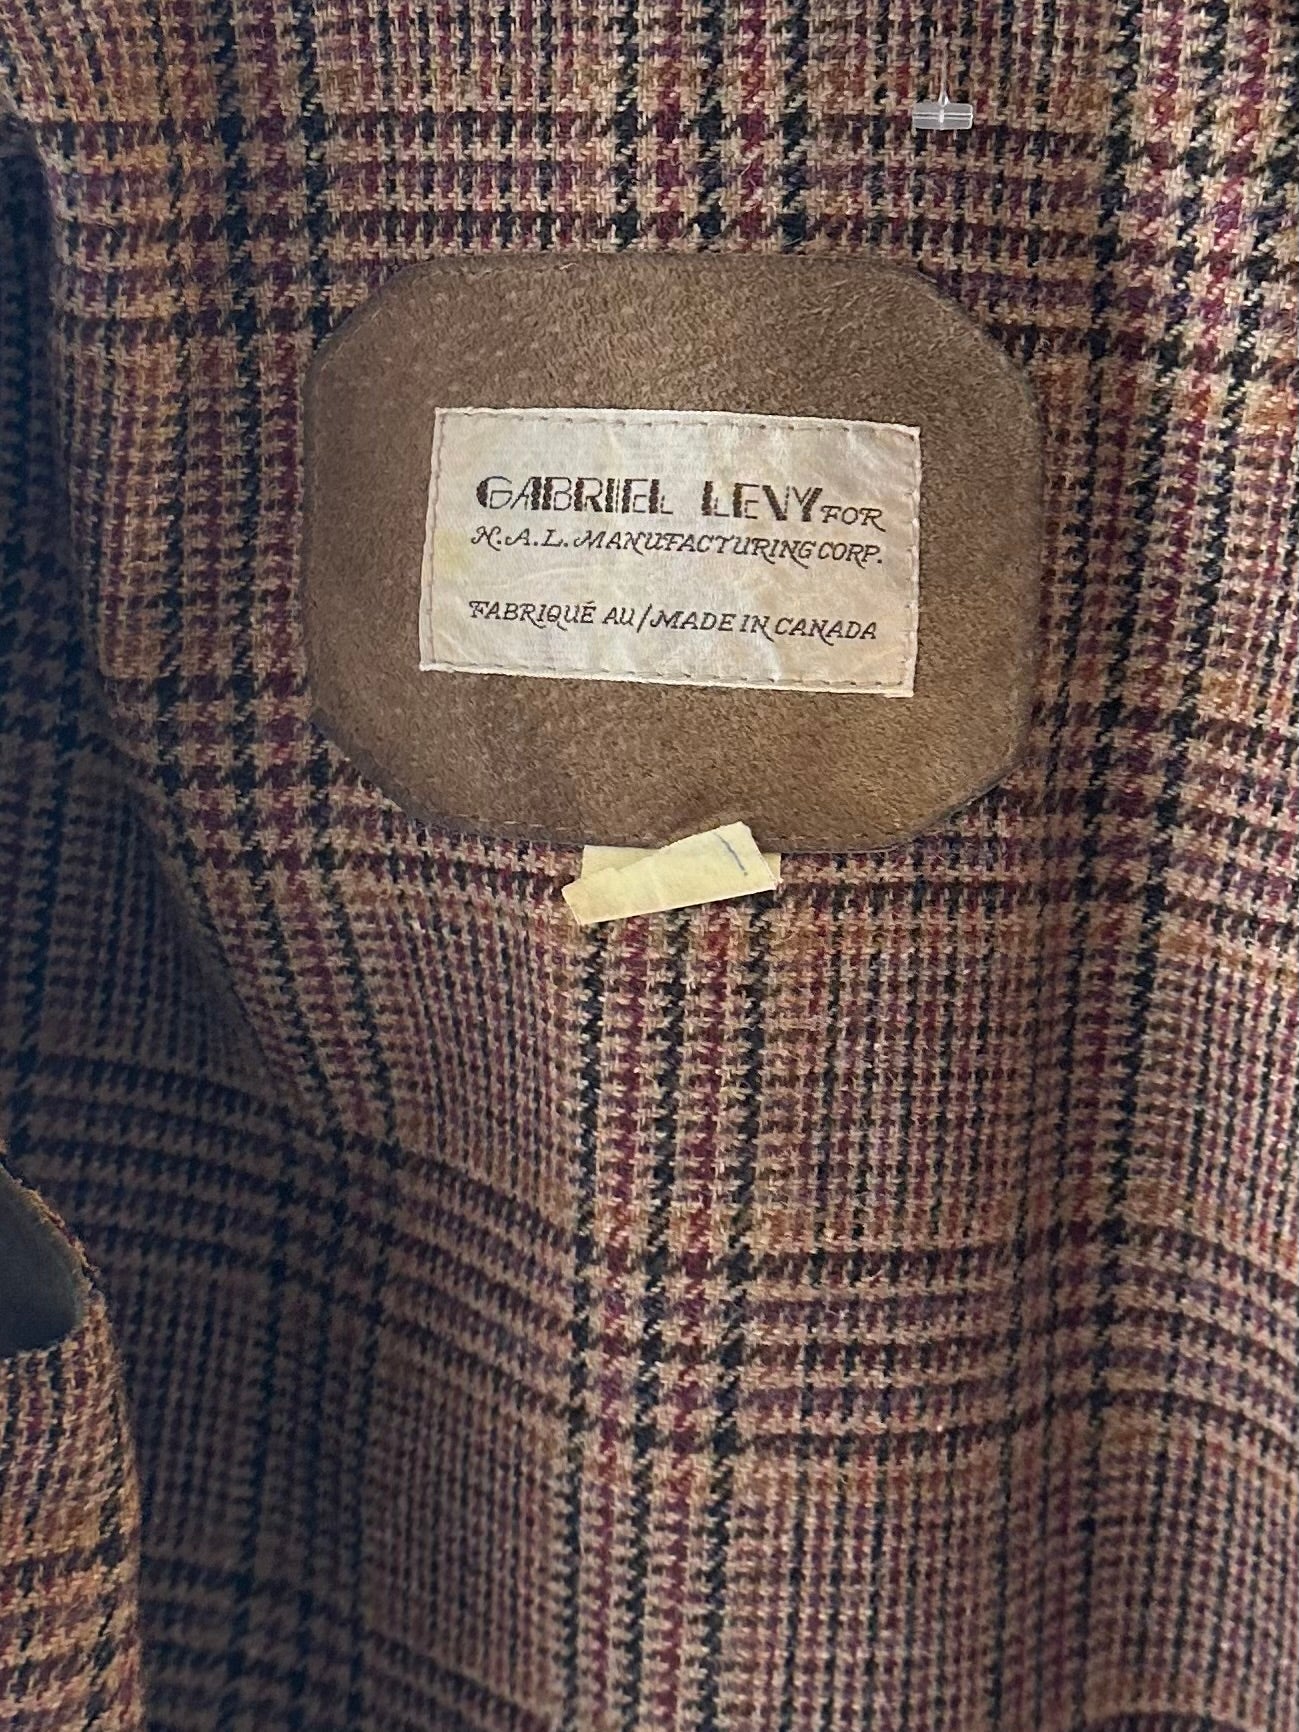 GABRIEL LEVY FOR
N.A.L. MANUFACTURING CORP.
FABRIQUÉ AU/MADE IN CANADA